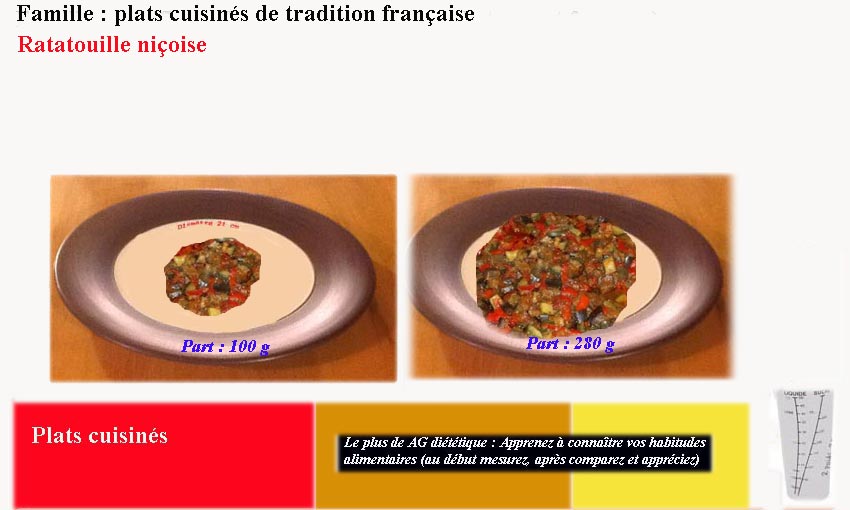 Famille : plats cuisinés de tradition française
Ratatouille niçoise
Diamètre 21 cm
Part : 100 g
Part : 280 g
Plats cuisinés
Le plus de AG diététique : Apprenez à connaître vos habitudes
alimentaires (au début mesurez, après comparez et appréciez)
LIQUIDE